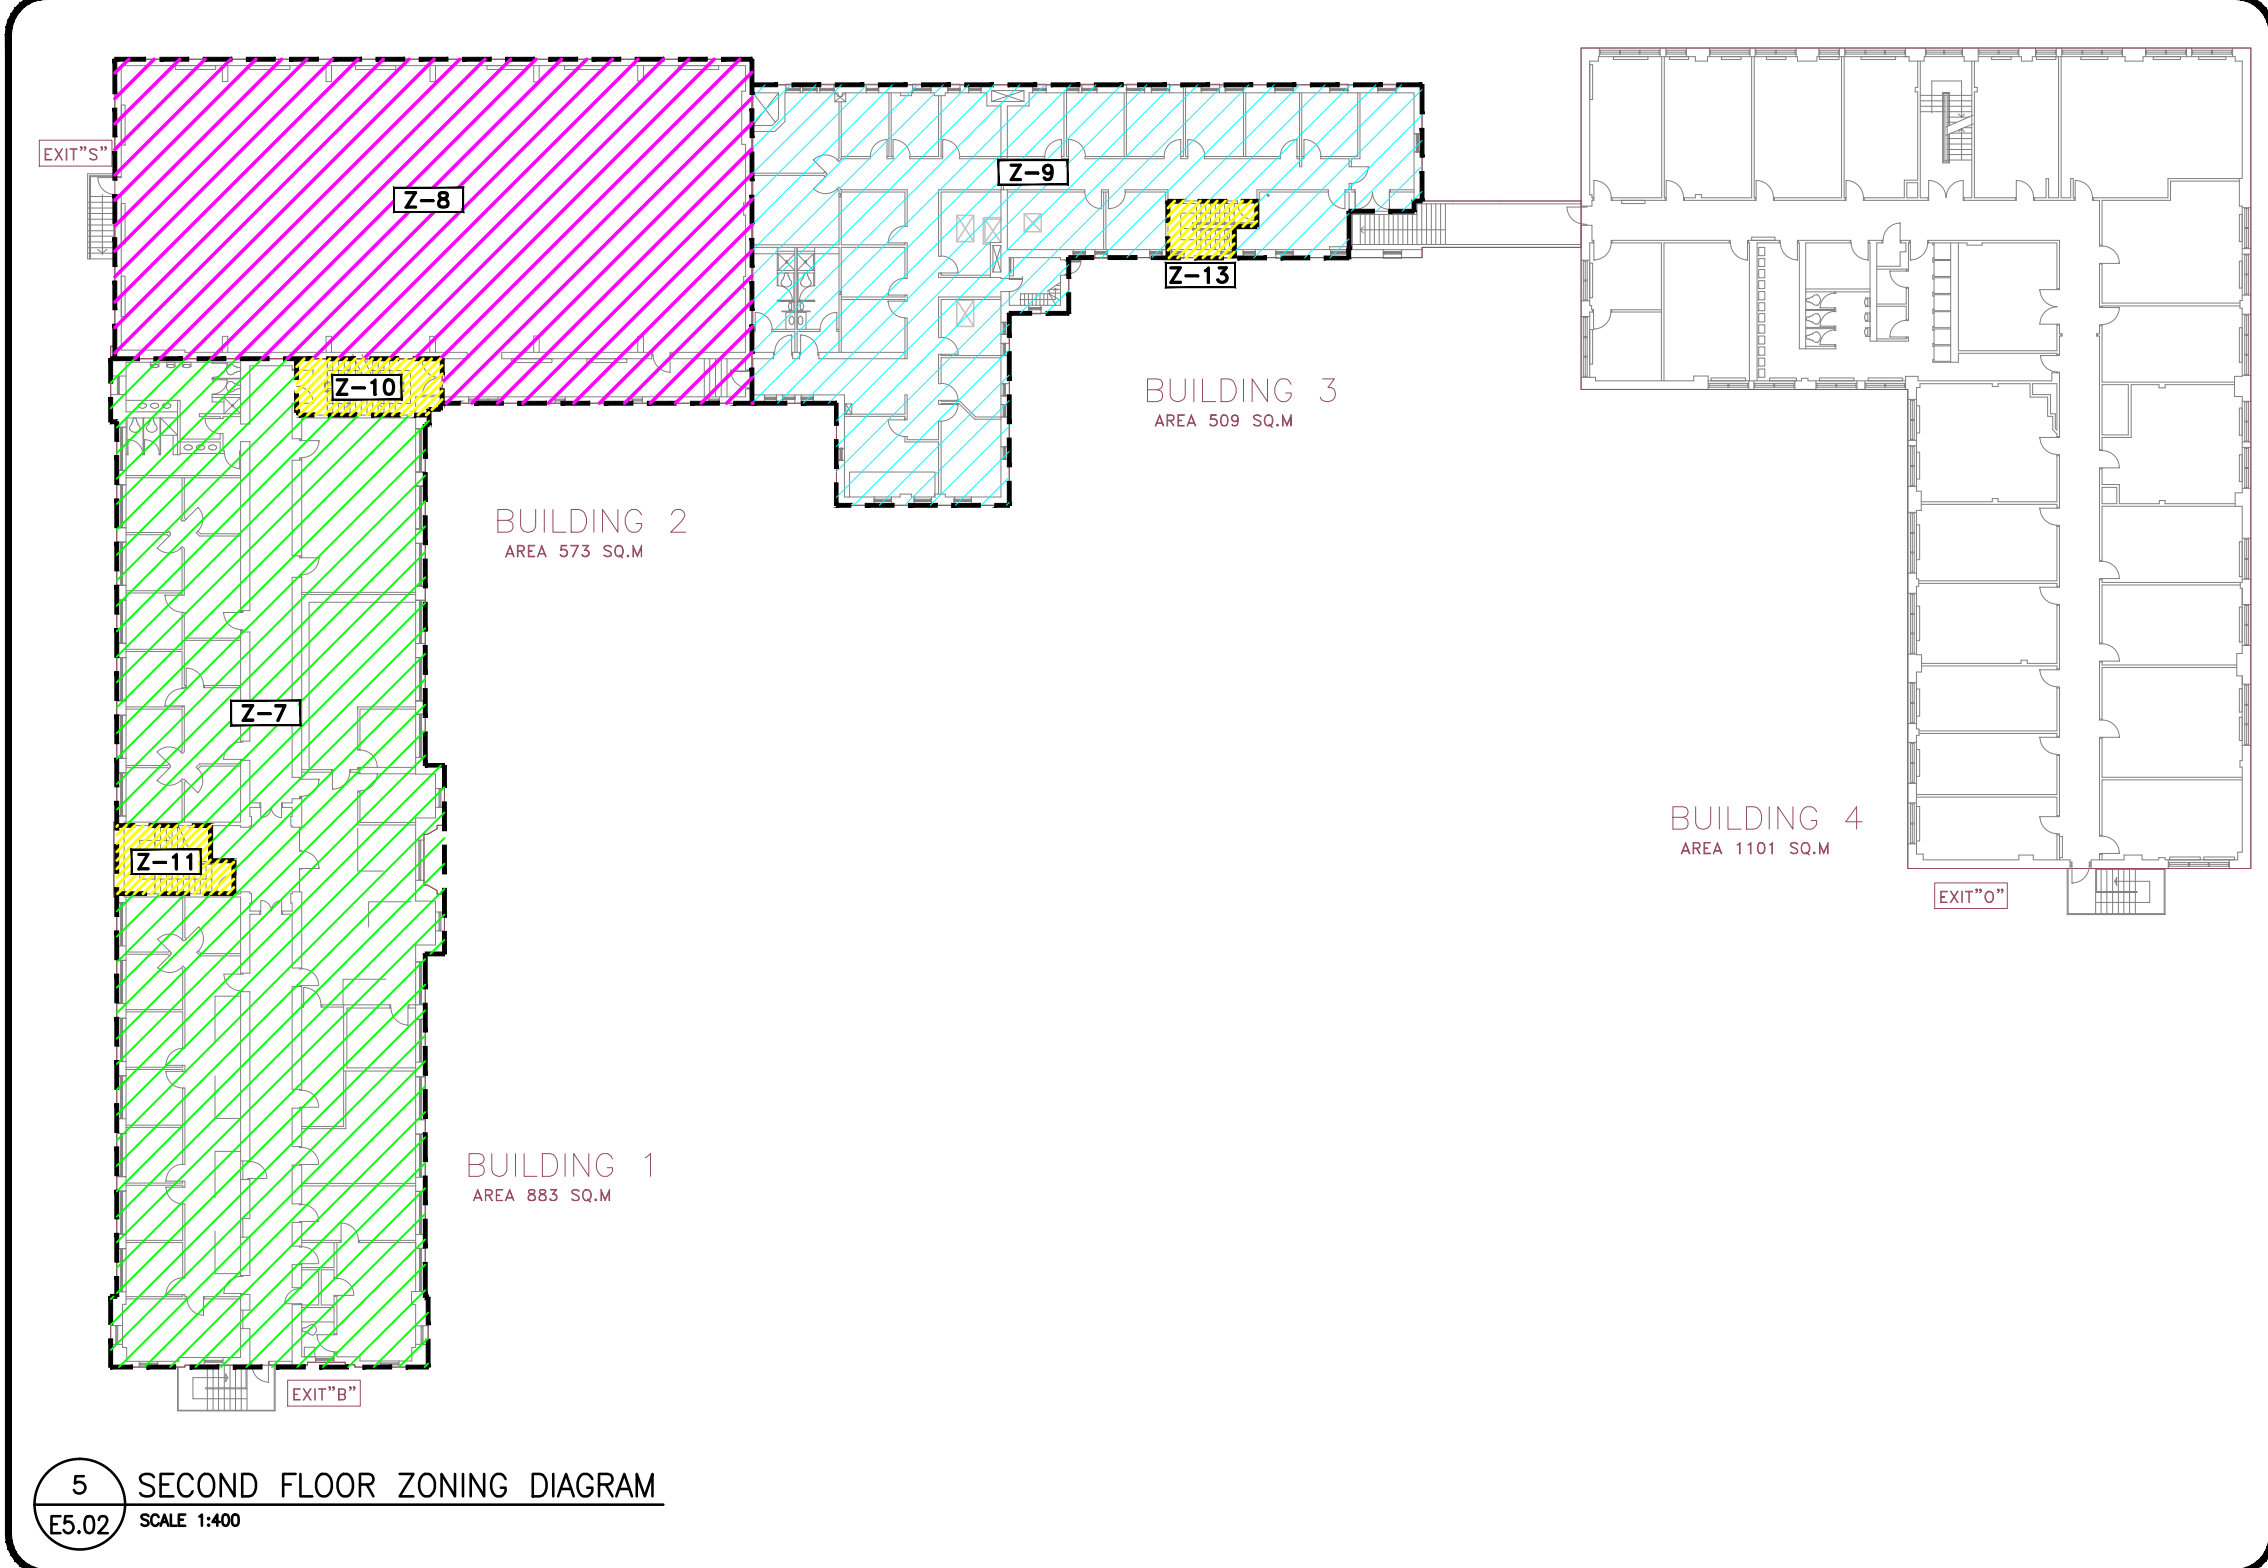 EXIT"S"
Z-8
Z-9
Z-13
Z-10
BUILDING 3
AREA 509 SQ.M
BUILDING 2
AREA 573 SQ.M
Z-7
BUILDING 4
AREA 1101 SQ.M
Z-11
EXIT"O"
BUILDING 1
AREA 883 SQ.M
EXIT"B"
5
SECOND FLOOR ZONING DIAGRAM
E5.02
SCALE 1:400